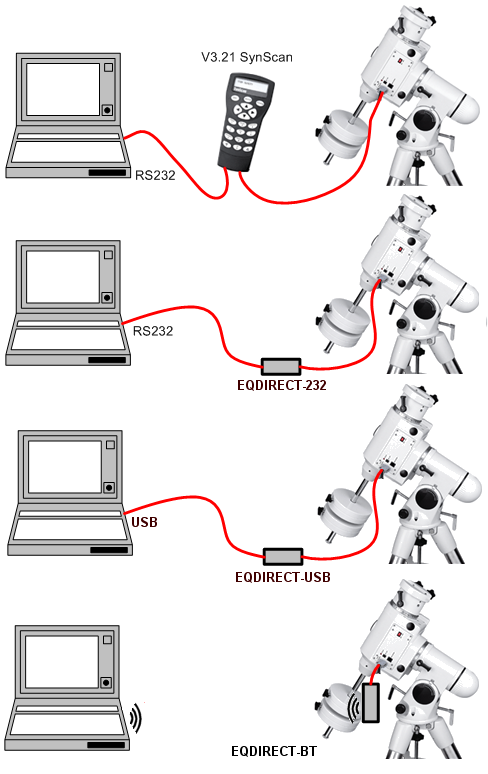 V3.21 SynScan
RS232
RS232
EQDIRECT-232
USB
EQDIRECT-USB
EQDIRECT-BT